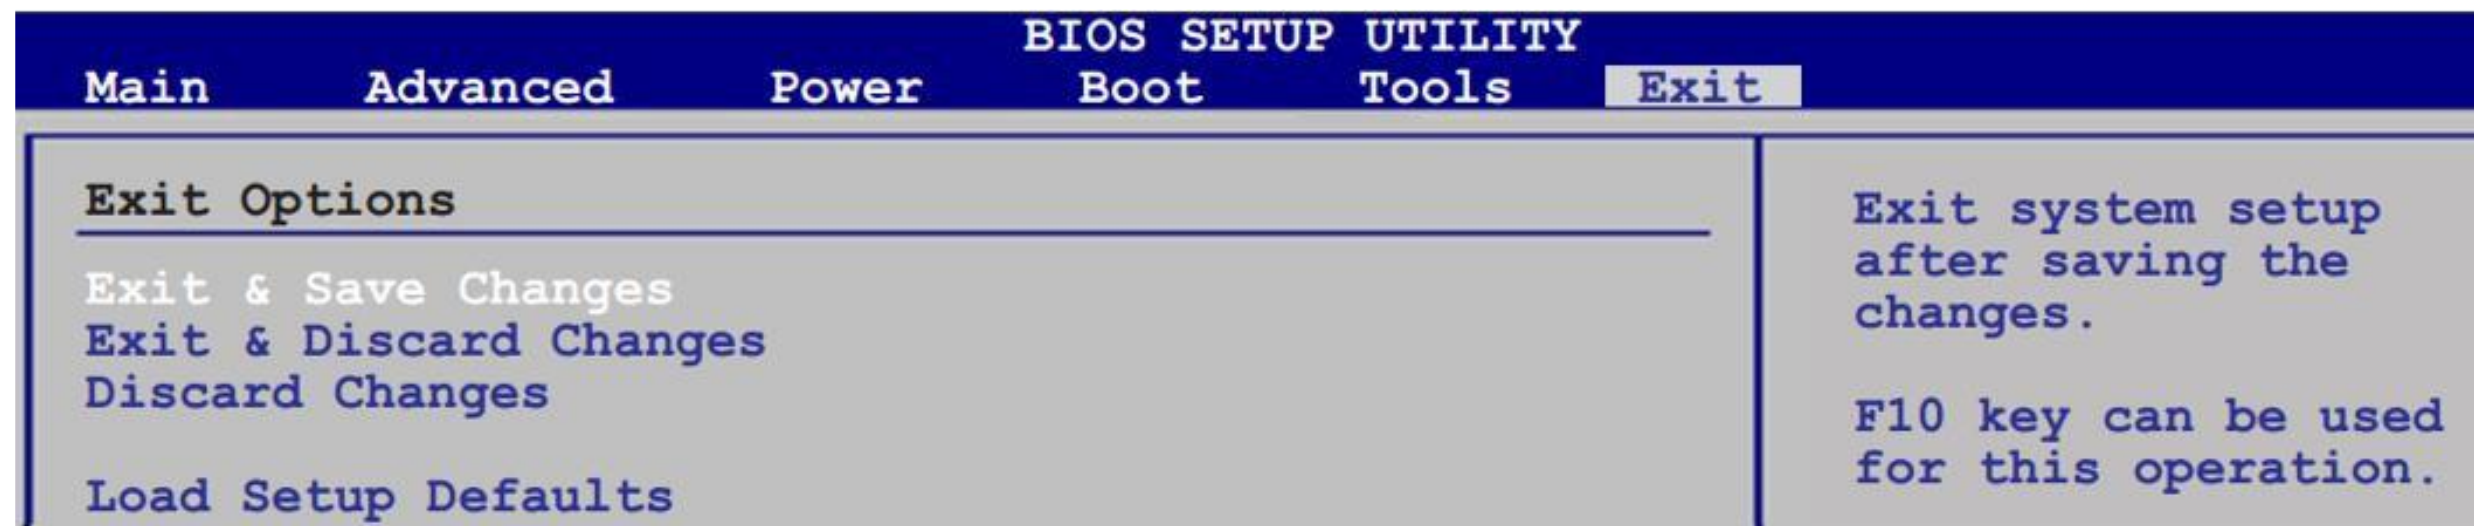 BIOS SETUP UTILITY
Main Advanced Power Boot Tools Exit
Exit Options
Exit & Save Changes
Exit & Discard Changes
Discard Changes
Load Setup Defaults
Exit system setup
after saving the
changes.
F10 key can be used
for this operation.